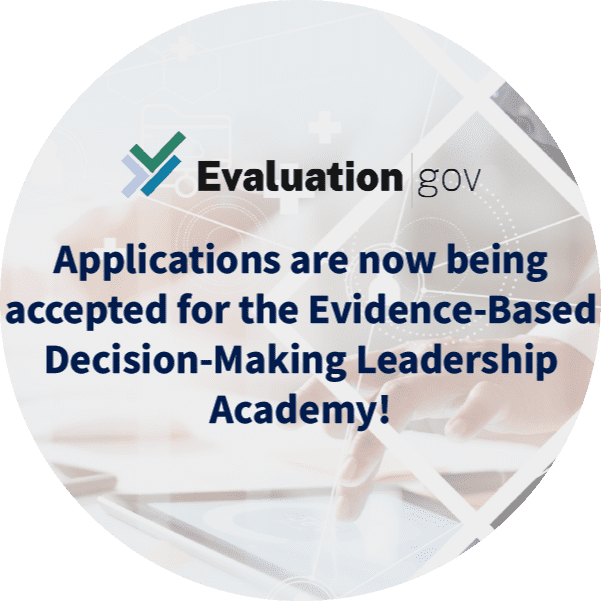 Evaluation|gov
Applications are now being
accepted for the Evidence-Based
Decision-Making Leadership
Academy!